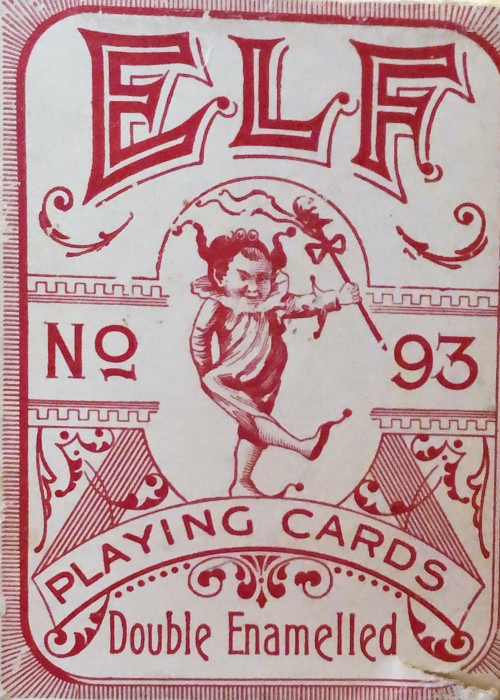 ELF
No 93
PLAYING CARDS
Double Enamelled